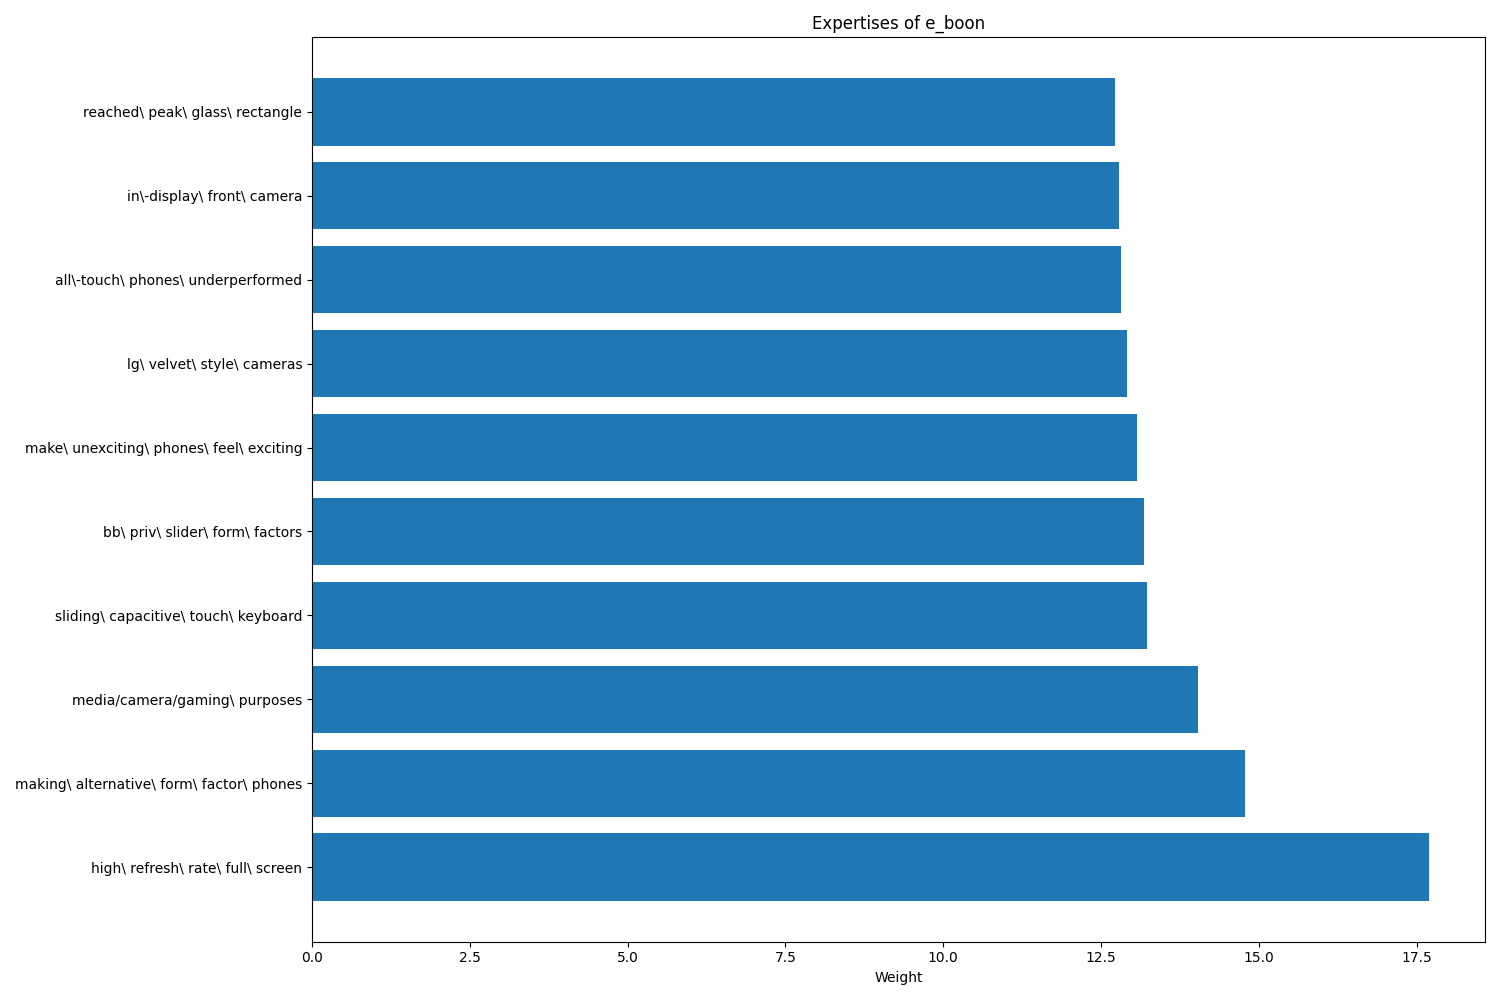 Expertises of e_boon
reached\ peak\ glass\ rectangle
in\-display\ front\ camera
all\-touch\ phones\ underperformed
lg\ velvet\ style\ cameras
make\ unexciting\ phones\ feel\ exciting
bb\ priv\ slider\ form\ factors
sliding\ capacitive\ touch\ keyboard
media/camera/gaming\ purposes
making\ alternative\ form\ factor\ phones
high\ refresh\ rate\ full\ screen
0.0 2.5 5.0 7.5 10.0 12.5 15.0 17.5
Weight